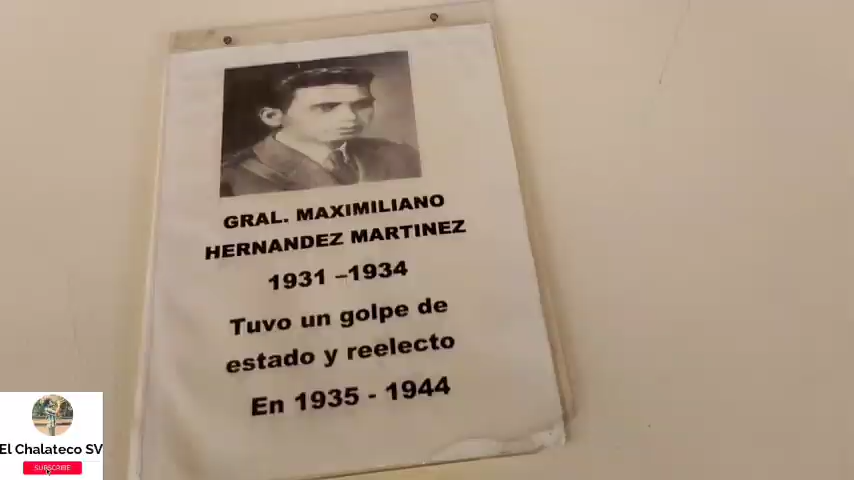 GRAL. MAXIMILIANO
HERNANDEZ MARTINEZ
1931 –1934
Tuvo un golpe de
estado y reelecto
En 1935 - 1944
El Chalateco SV
SUBSCRIBE